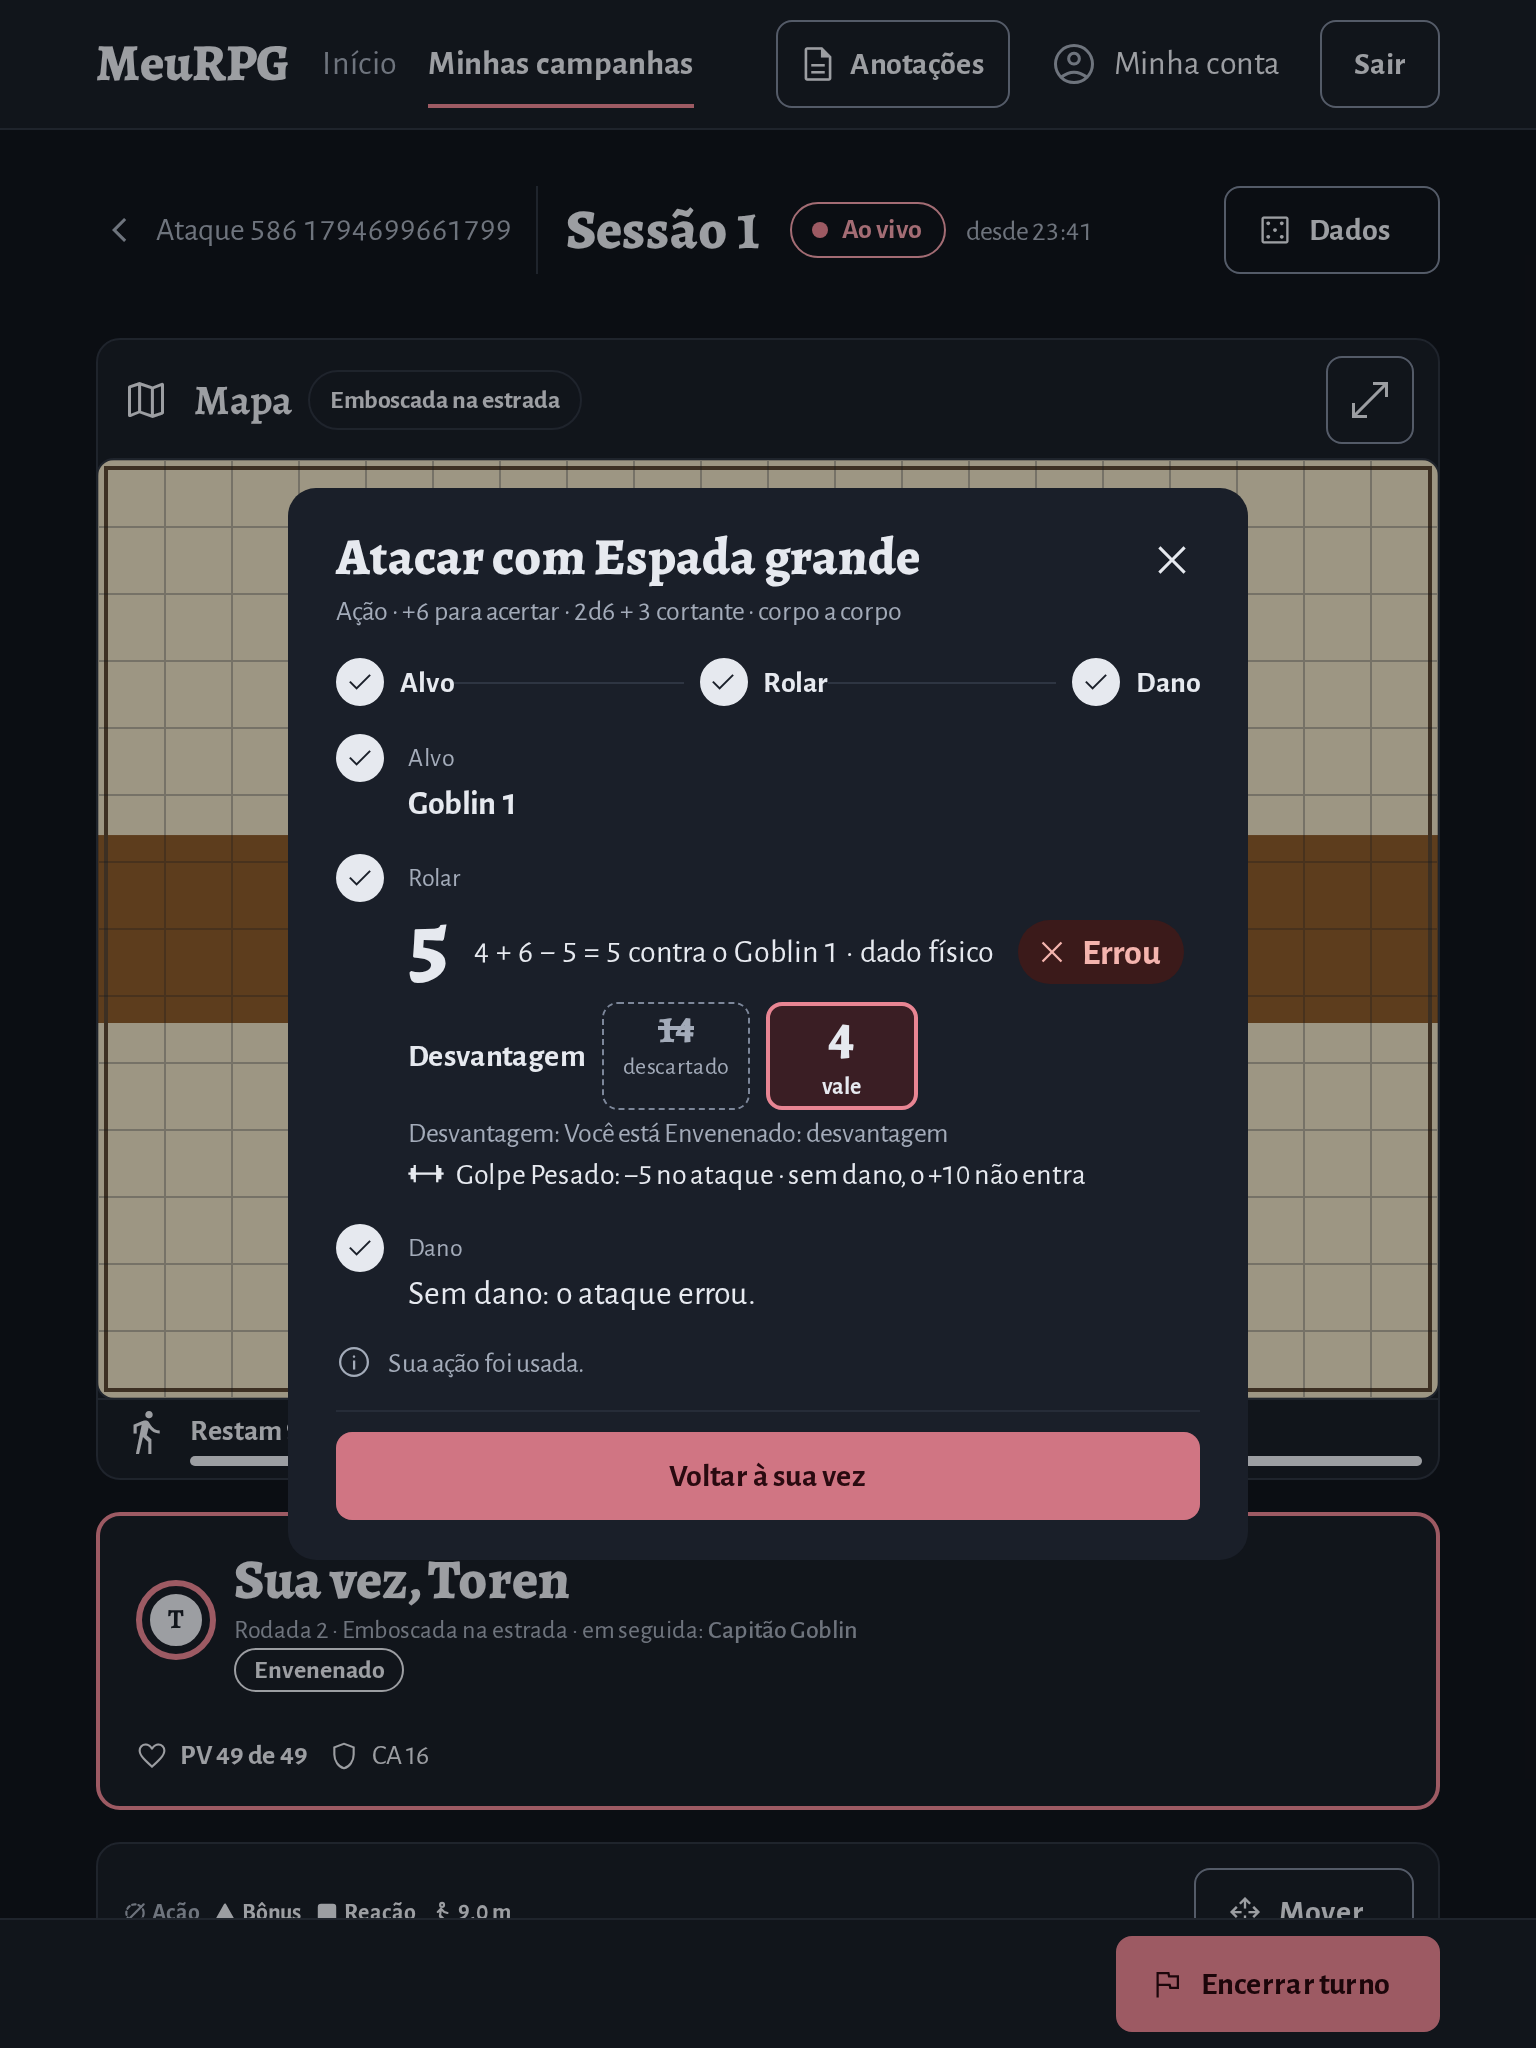 MeuRPG Início Minhas campanhas Anotações Minha conta Sair
Ataque 586 1794699661799 Sessão 1 Ao vivo desde 23:41 Dados
Mapa Emboscada na estrada
Atacar com Espada grande
Ação · +6 para acertar · 2d6 + 3 cortante · corpo a corpo
Alvo Rolar Dano
Alvo
Goblin 1
Rolar
5 4 + 6 − 5 = 5 contra o Goblin 1 · dado físico Errou
Desvantagem 14 descartado 4 vale
Desvantagem: Você está Envenenado: desvantagem
Golpe Pesado: −5 no ataque · sem dano, o +10 não entra
Dano
Sem dano: o ataque errou.
Sua ação foi usada.
Restam
Voltar à sua vez
Sua vez, Toren
T
Rodada 2 · Emboscada na estrada · em seguida: Capitão Goblin
Envenenado
PV 49 de 49 CA 16
Ação Bônus Reação 9,0 m Mover
Encerrar turno